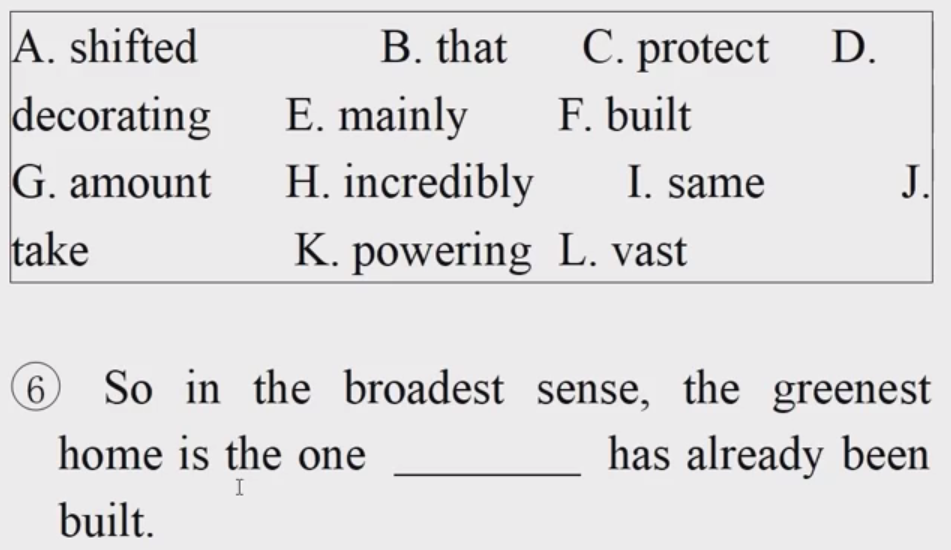 A. shifted B. that C. protect D.
decorating E. mainly F. built
G. amount H. incredibly I. same J.
take K. powering L. vast
⑥ So in the broadest sense, the greenest
home is the one ________ has already been
built.